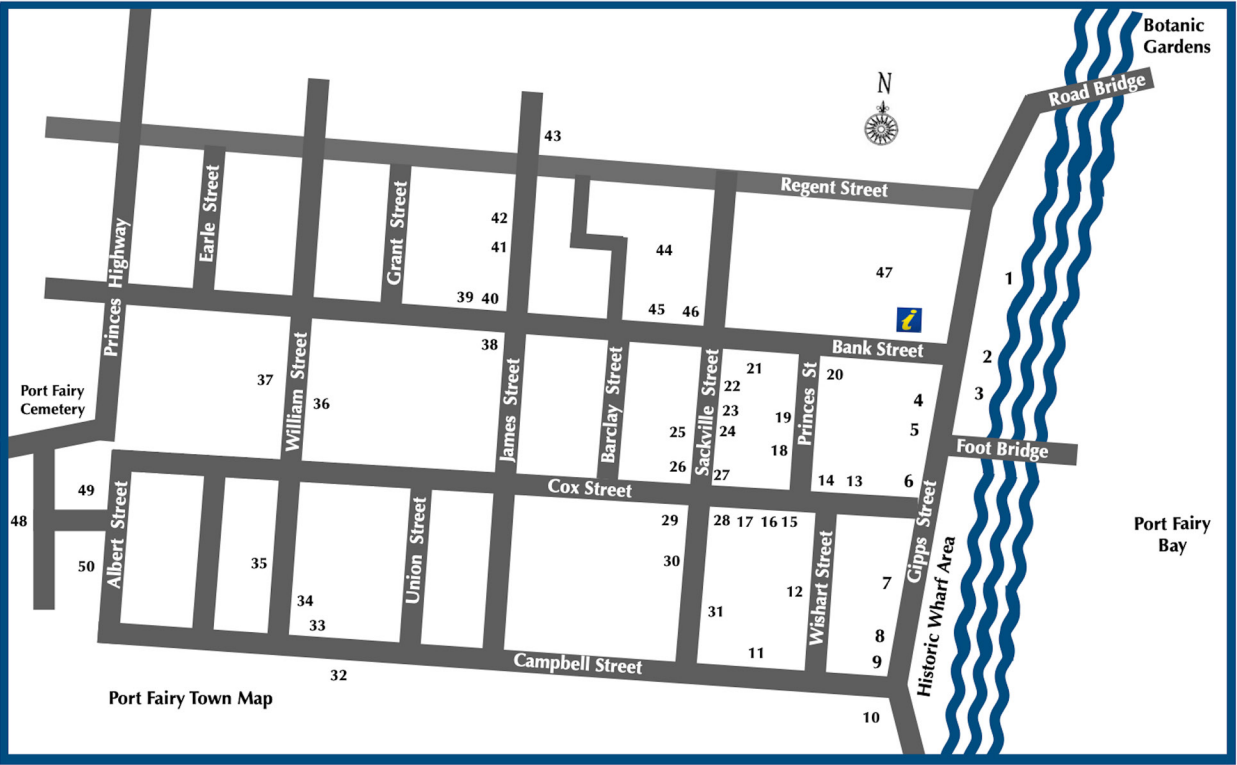 Botanic
Gardens
Road Bridge
N
43
Regent Street
Princes Highway
Earle Street
Grant Street
42
41
44
47
1
39 40
45 46
i
38
Bank Street
2
37
36
William Street
James Street
Barclay Street
Sackville Street
21
22
23
24
25
26
27
Princes St
20
19
18
3
4
5
6
Port Fairy
Cemetery
Foot Bridge
14 13
Cox Street
49
48
50
Albert Street
29
28 17 16 15
30
35
34
33
Union Street
31
12
11
Wishart Street
Gipps Street
7
8
9
Historic Wharf Area
Port Fairy
Bay
Campbell Street
32
10
Port Fairy Town Map